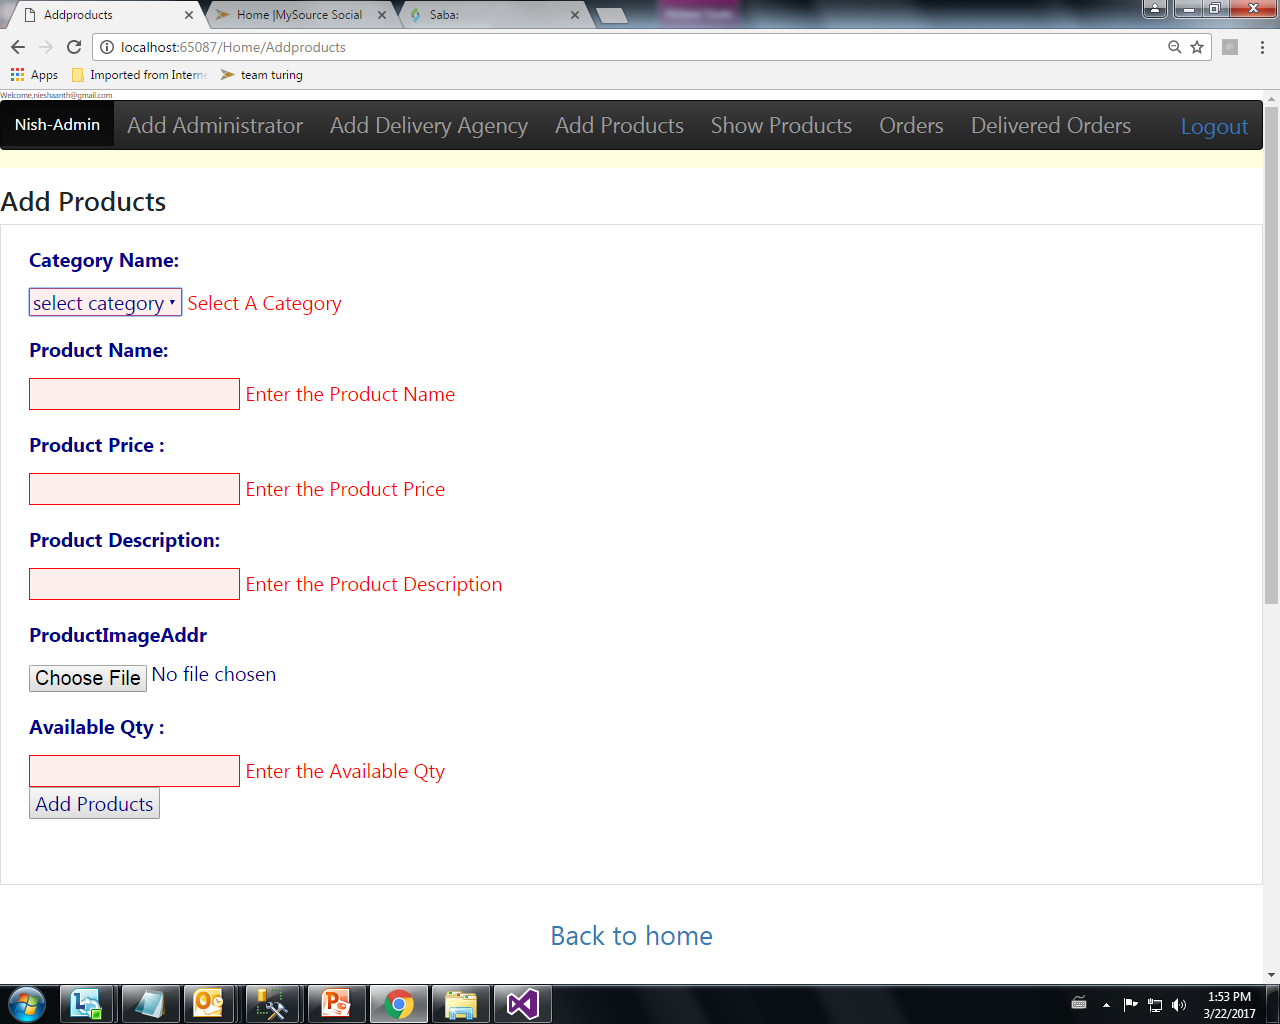 Addproducts
Home |MySource Social
Saba:
localhost:65087/Home/Addproducts
Apps
Imported from Intern
team turing
Welcome,nieshaanth@gmail.com
Nish-Admin
Add Administrator
Add Delivery Agency
Add Products
Show Products
Orders
Delivered Orders
Logout
Add Products
Category Name:
select category Select A Category
Product Name:
Enter the Product Name
Product Price :
Enter the Product Price
Product Description:
Enter the Product Description
ProductImageAddr
Choose File No file chosen
Available Qty :
Enter the Available Qty
Add Products
Back to home
1:53 PM
3/22/2017